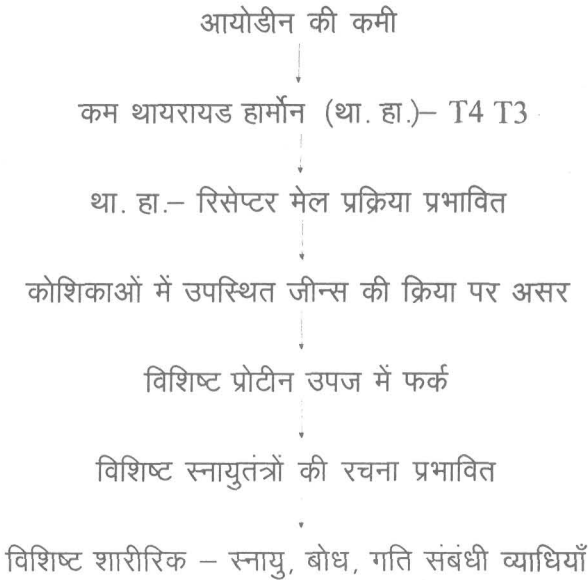 आयोडीन की कमी
कम थायरायड हार्मोन (था. हा.)– T4 T3
था. हा.– रिसेप्टर मेल प्रक्रिया प्रभावित
कोशिकाओं में उपस्थित जीन्स की क्रिया पर असर
विशिष्ट प्रोटीन उपज में फर्क
विशिष्ट स्नायुतंत्रों की रचना प्रभावित
विशिष्ट शारीरिक – स्नायु, बोध, गति संबंधी व्याधियाँ